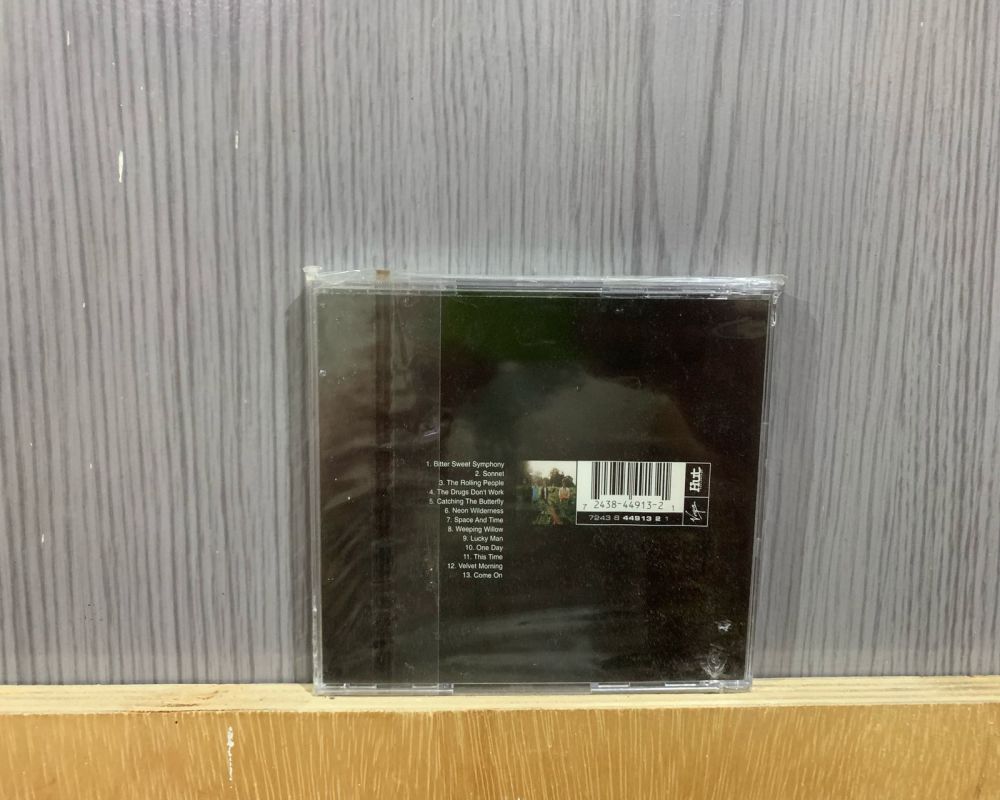 1. Bitter Sweet Symphony
2. Sonnet
3. The Rolling People
4. The Drugs Don't Work
5. Catching The Butterfly
6. Neon Wilderness
7. Space And Time
8. Weeping Willow
9. Lucky Man
10. One Day
11. This Time
12. Velvet Morning
13. Come On
7 2438-44913-2 1
7243 8 44913 2 1
Hut
Virgin